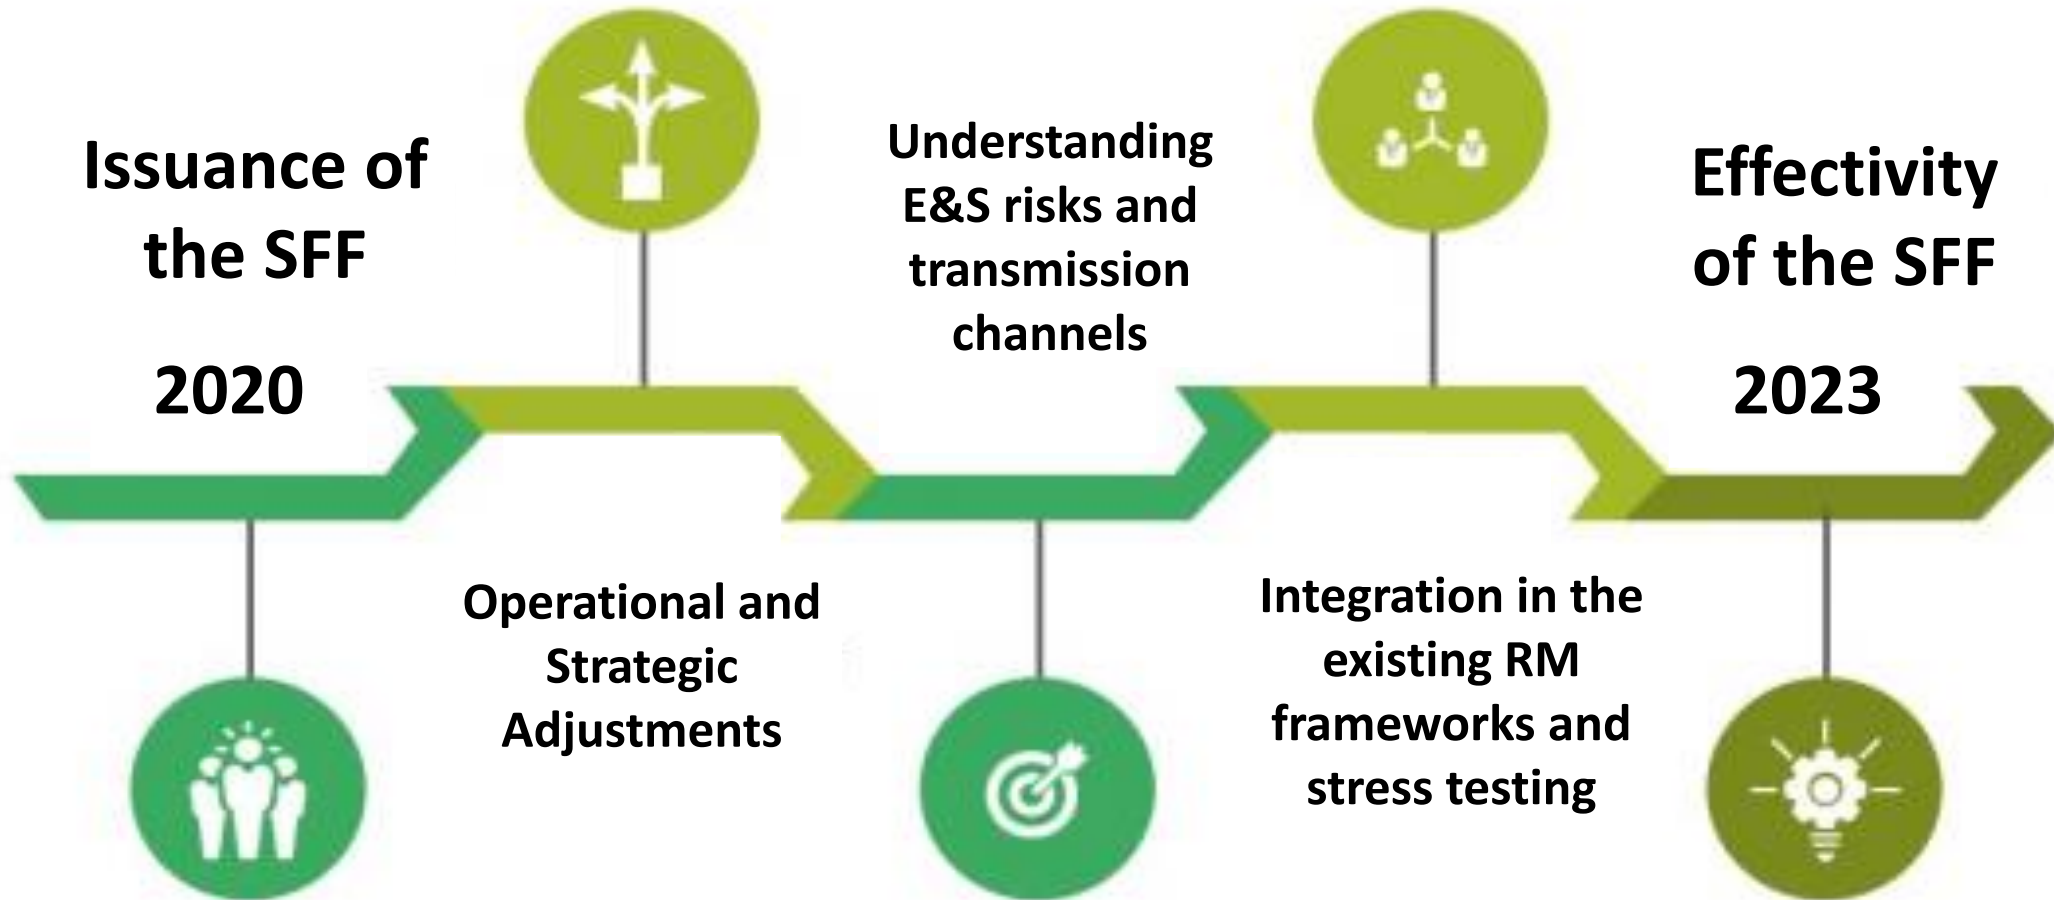 Issuance of
the SFF
2020
Operational and
Strategic
Adjustments
Understanding
E&S risks and
transmission
channels
Integration in the
existing RM
frameworks and
stress testing
Effectivity
of the SFF
2023